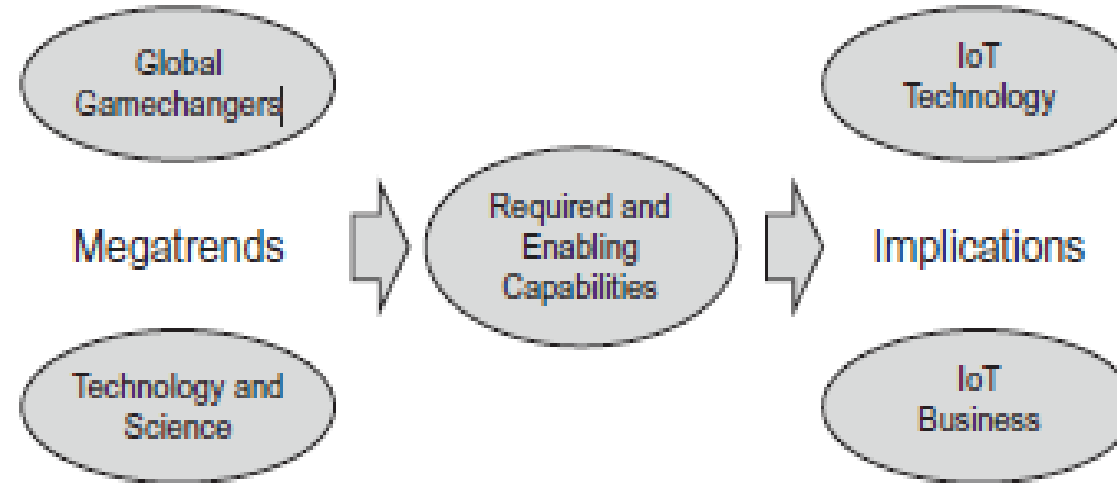 Global
Gamechangers
Megatrends
Technology and
Science
Required and
Enabling
Capabilities
IoT
Technology
Implications
IoT
Business